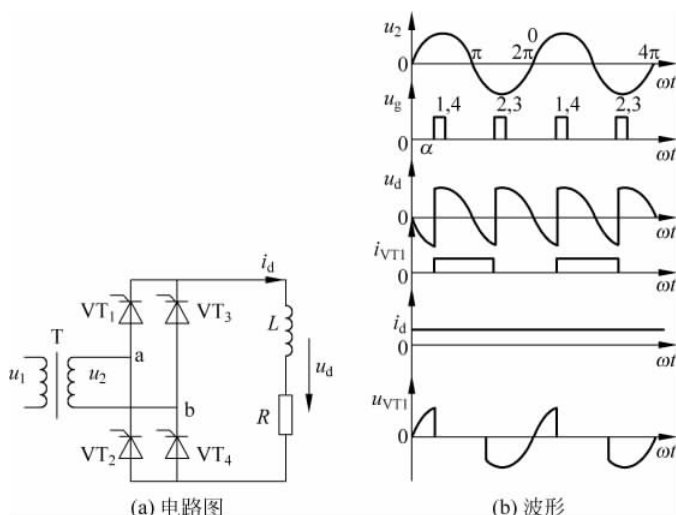 T
u1
u2
VT1
VT3
a
b
VT2
VT4
id
L
R
ud
(a) 电路图
u2
0
π
2π
0
4π
ωt
ug
1,4
2,3
1,4
2,3
0
α
ωt
ud
0
ωt
iVT1
0
ωt
id
0
ωt
uVT1
0
ωt
(b) 波形